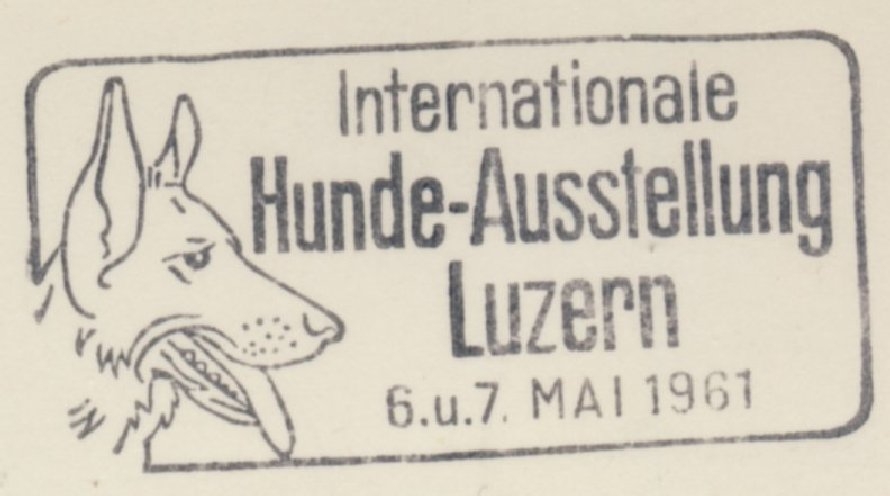 Internationale
Hunde-Ausstellung
Luzern
6.u.7. MAI 1961